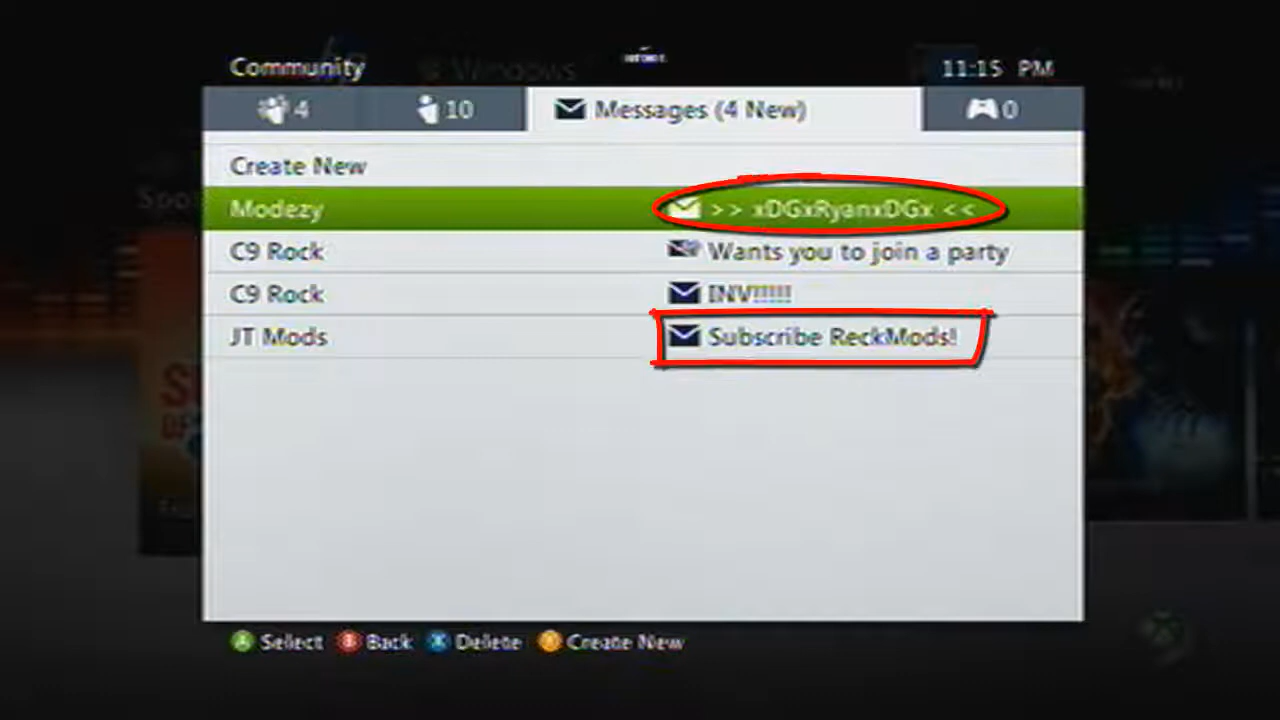 Community
11:15 PM
4
10
Messages (4 New)
0
Create New
Modezy >> xDGxRyanxDGx <<
C9 Rock Wants you to join a party
C9 Rock INV!!!!!
JT Mods Subscribe ReckMods!
A Select B Back X Delete Y Create New